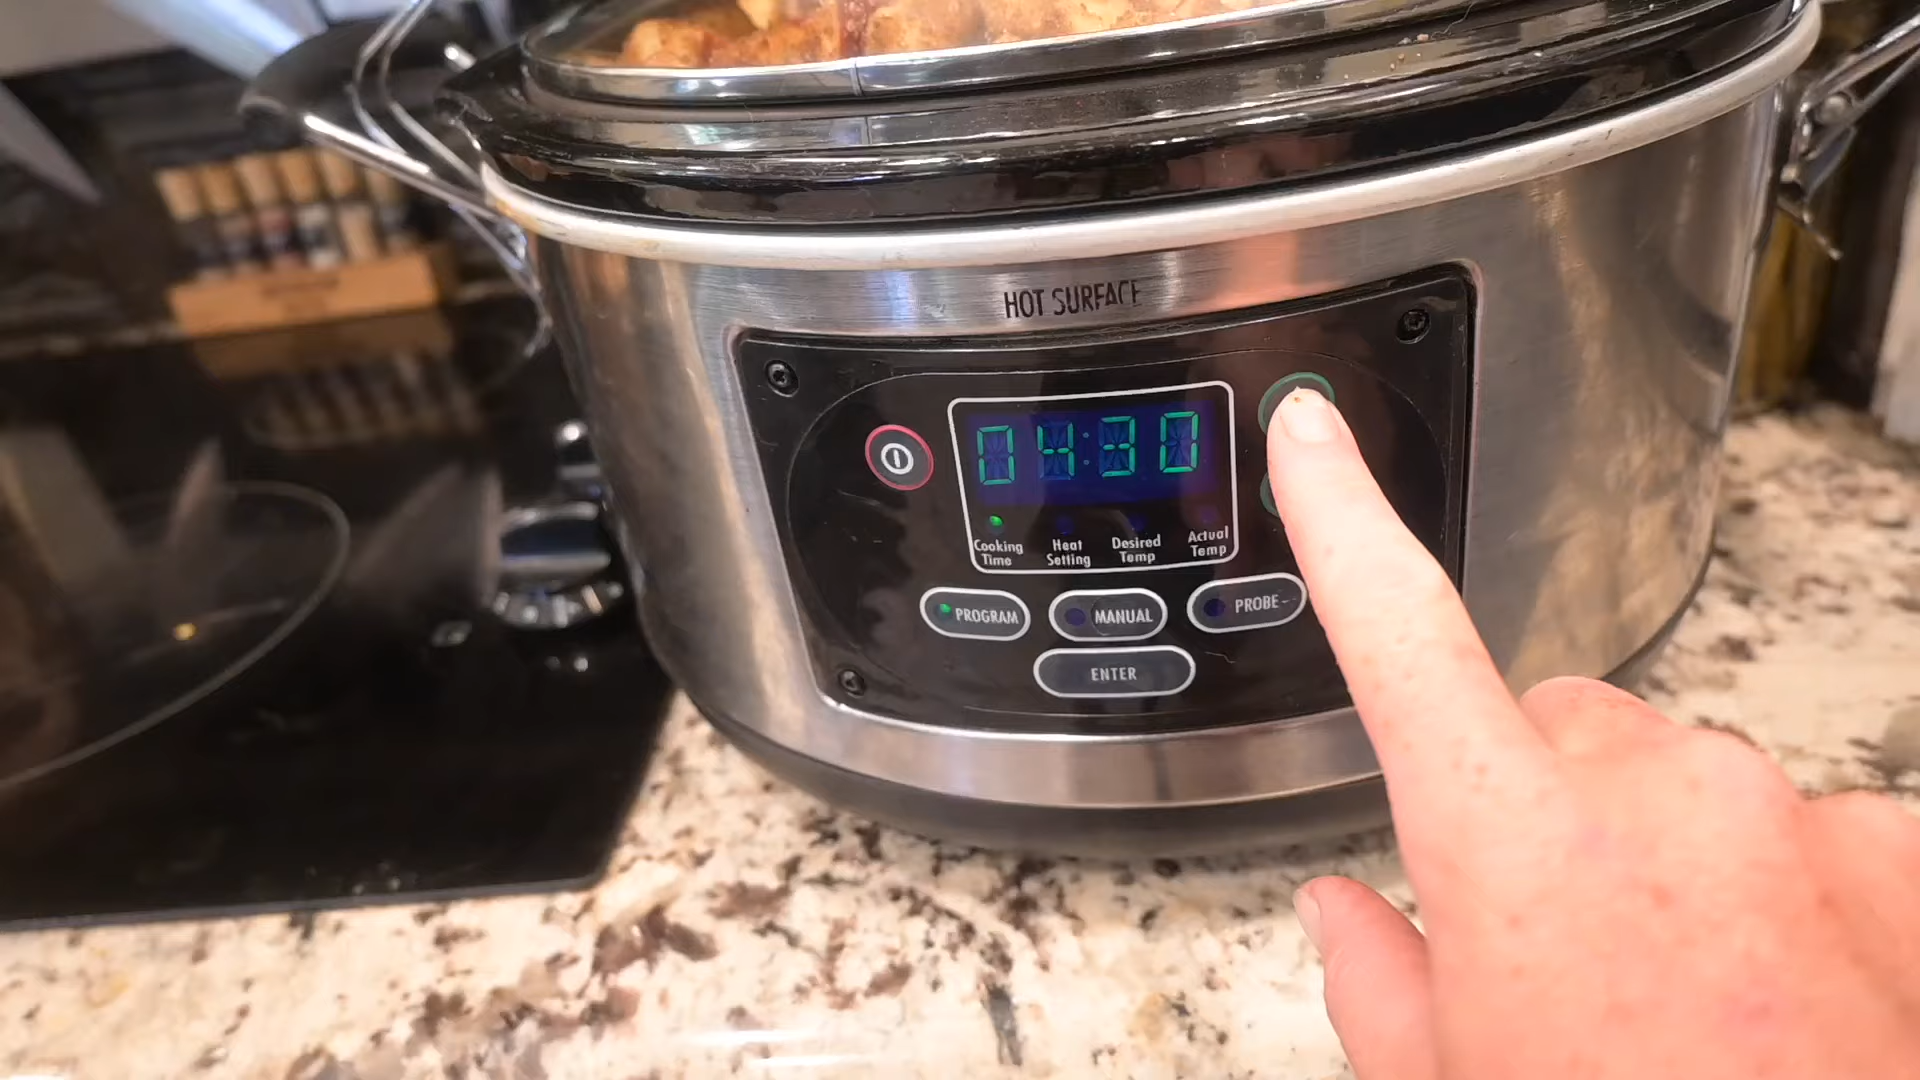 HOT SURFACE
04:30
Cooking Time
Heat Setting
Desired Temp
Actual Temp
PROGRAM
MANUAL
PROBE
ENTER